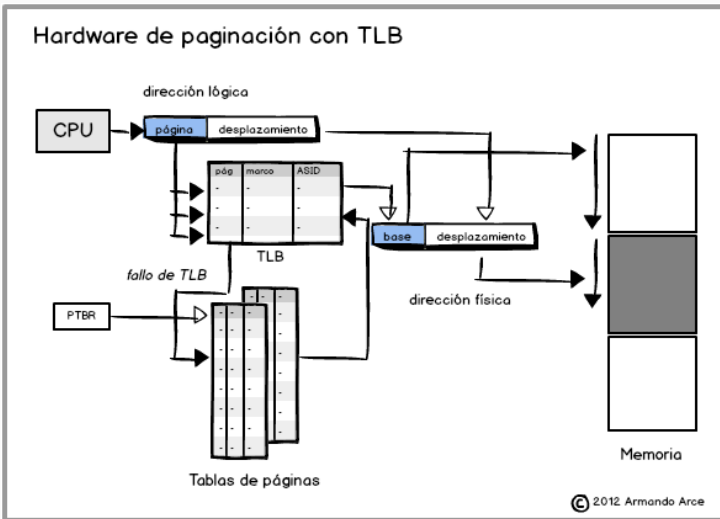 Hardware de paginación con TLB
dirección lógica
CPU
página desplazamiento
pág marco ASID
- - -
- - -
- - -
TLB
base desplazamiento
fallo de TLB
dirección física
PTBR
Tablas de páginas
Memoria
© 2012 Armando Arce